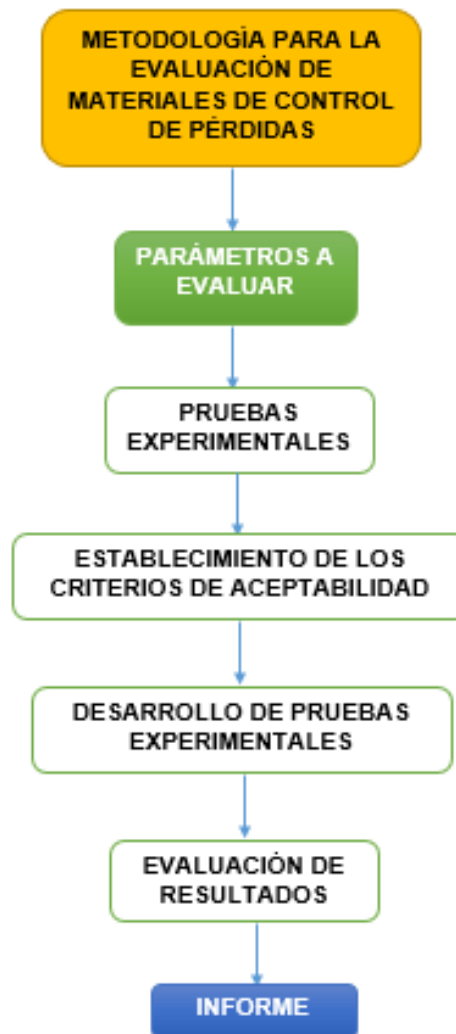 METODOLOGÍA PARA LA
EVALUACIÓN DE
MATERIALES DE CONTROL
DE PÉRDIDAS
PARÁMETROS A
EVALUAR
PRUEBAS
EXPERIMENTALES
ESTABLECIMIENTO DE LOS
CRITERIOS DE ACEPTABILIDAD
DESARROLLO DE PRUEBAS
EXPERIMENTALES
EVALUACIÓN DE
RESULTADOS
INFORME